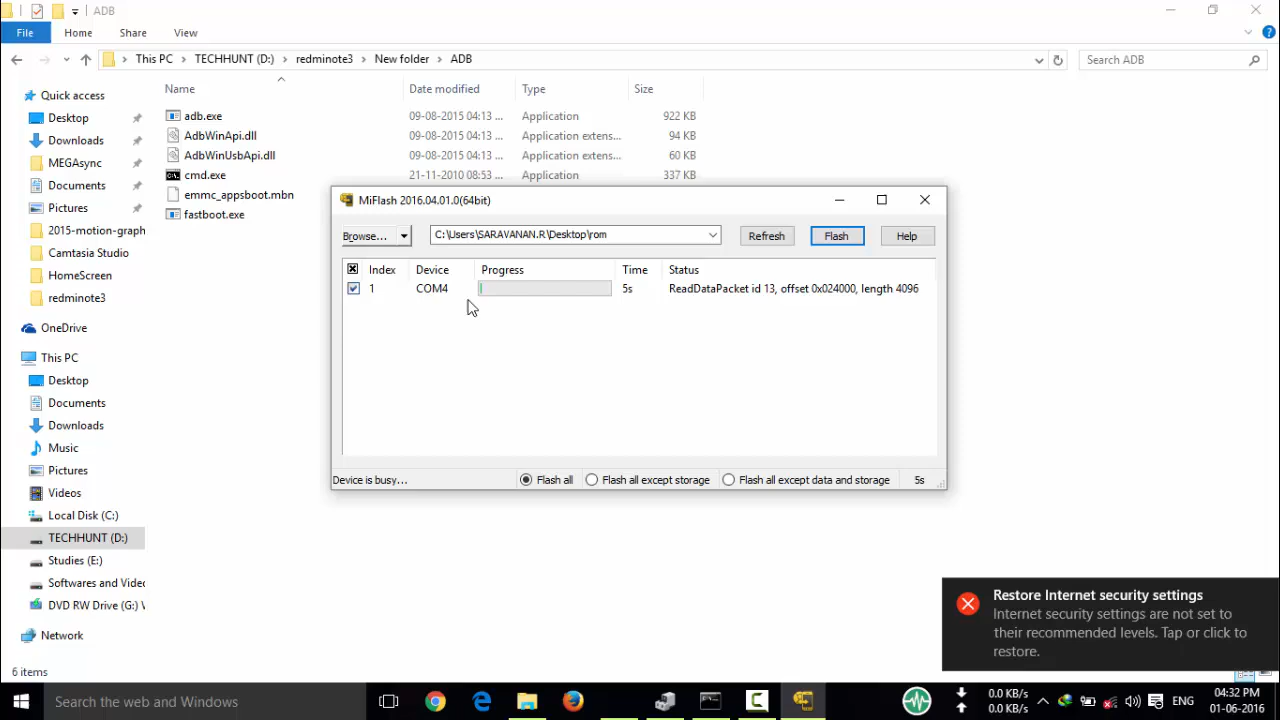 ADB
File Home Share View
This PC TECHHUNT (D:) redminote3 New folder ADB Search ADB
Name Date modified Type Size
Quick access
Desktop
Downloads
MEGAsync
Documents
Pictures
2015-motion-graph
Camtasia Studio
HomeScreen
redminote3
OneDrive
This PC
Desktop
Documents
Downloads
Music
Pictures
Videos
Local Disk (C:)
TECHHUNT (D:)
Studies (E:)
Softwares and Videc
DVD RW Drive (G:) \
Network
adb.exe 09-08-2015 04:13 ... Application 922 KB
AdbWinApi.dll 09-08-2015 04:13 ... Application extens... 94 KB
AdbWinUsbApi.dll 09-08-2015 04:13 ... Application extens... 60 KB
cmd.exe 21-11-2010 08:53 ... Application 337 KB
emmc_appsboot.mbn
fastboot.exe
MiFlash 2016.04.01.0(64bit)
Browse... C:\Users\SARAVANAN.R\Desktop\rom Refresh Flash Help
Index Device Progress Time Status
1 COM4 5s ReadDataPacket id 13, offset 0x024000, length 4096
Device is busy... Flash all Flash all except storage Flash all except data and storage 5s
Restore Internet security settings
Internet security settings are not set to
their recommended levels. Tap or click to
restore.
6 items
Search the web and Windows
0.0 KB/s
0.0 KB/s
ENG
04:32 PM
01-06-2016